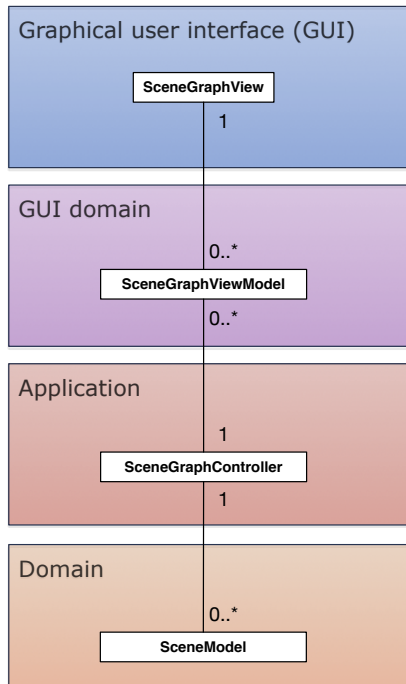 Graphical user interface (GUI)
SceneGraphView
1
GUI domain
0..*
SceneGraphViewModel
0..*
Application
1
SceneGraphController
1
Domain
0..*
SceneModel